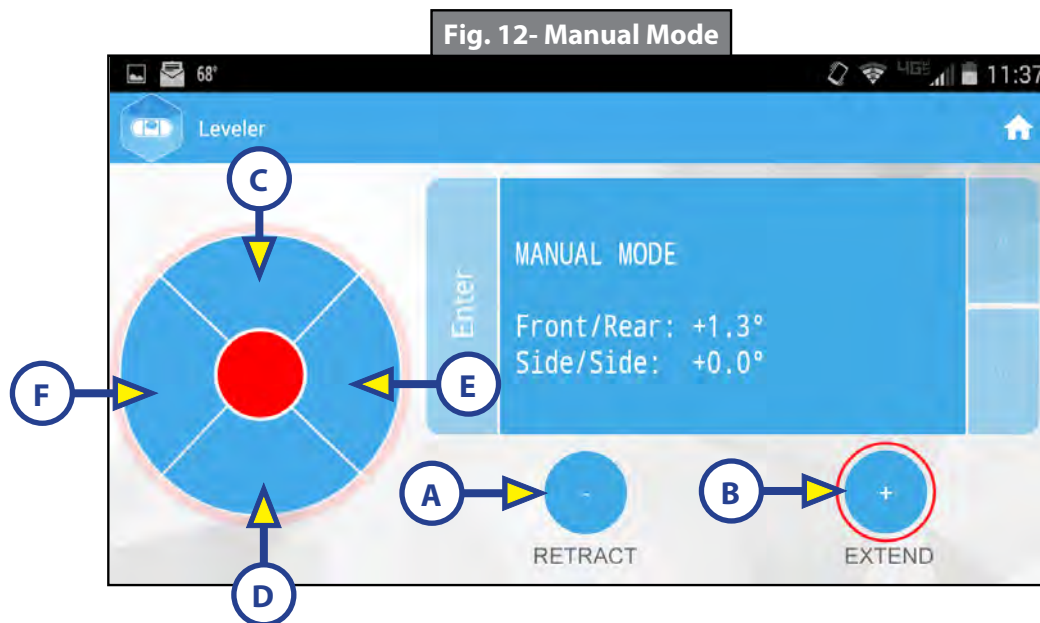 Fig. 12- Manual Mode
68° 4G 11:37
Leveler
C
Enter
MANUAL MODE
Front/Rear: +1.3°
Side/Side: +0.0°
F
E
A
-
B
+
RETRACT
EXTEND
D